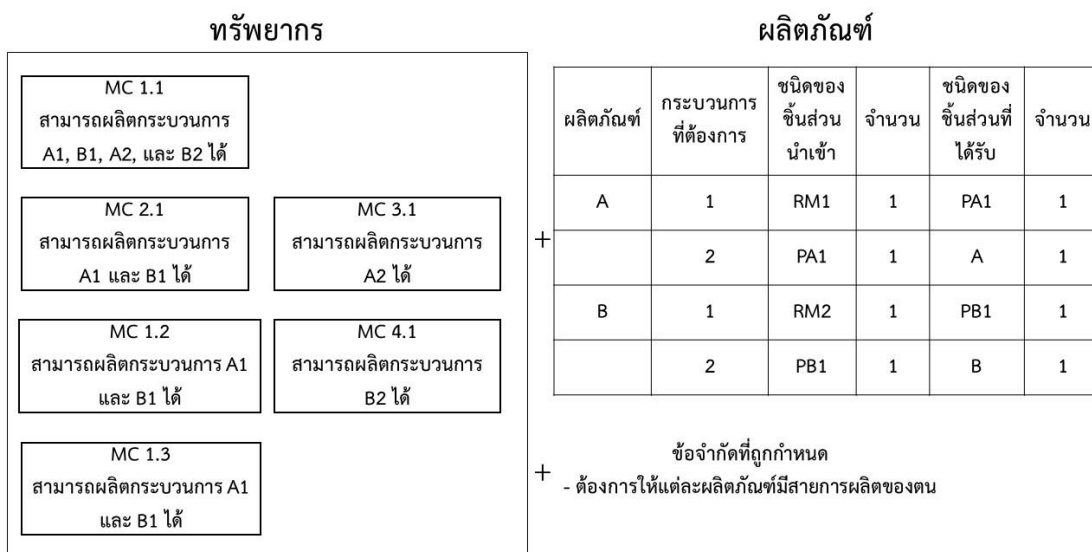 ทรัพยากร
MC 1.1
สามารถผลิตกระบวนการ
A1, B1, A2, และ B2 ได้
MC 2.1
สามารถผลิตกระบวนการ
A1 และ B1 ได้
MC 3.1
สามารถผลิตกระบวนการ
A2 ได้
MC 1.2
สามารถผลิตกระบวนการ A1
และ B1 ได้
MC 4.1
สามารถผลิตกระบวนการ
B2 ได้
MC 1.3
สามารถผลิตกระบวนการ A1
และ B1 ได้
+
+
ผลิตภัณฑ์
ผลิตภัณฑ์
กระบวนการ
ที่ต้องการ
ชนิดของ
ชิ้นส่วน
นำเข้า
จำนวน
ชนิดของ
ชิ้นส่วนที่
ได้รับ
จำนวน
A 1 RM1 1 PA1 1
2 PA1 1 A 1
B 1 RM2 1 PB1 1
2 PB1 1 B 1
ข้อจำกัดที่ถูกกำหนด
- ต้องการให้แต่ละผลิตภัณฑ์มีสายการผลิตของตน